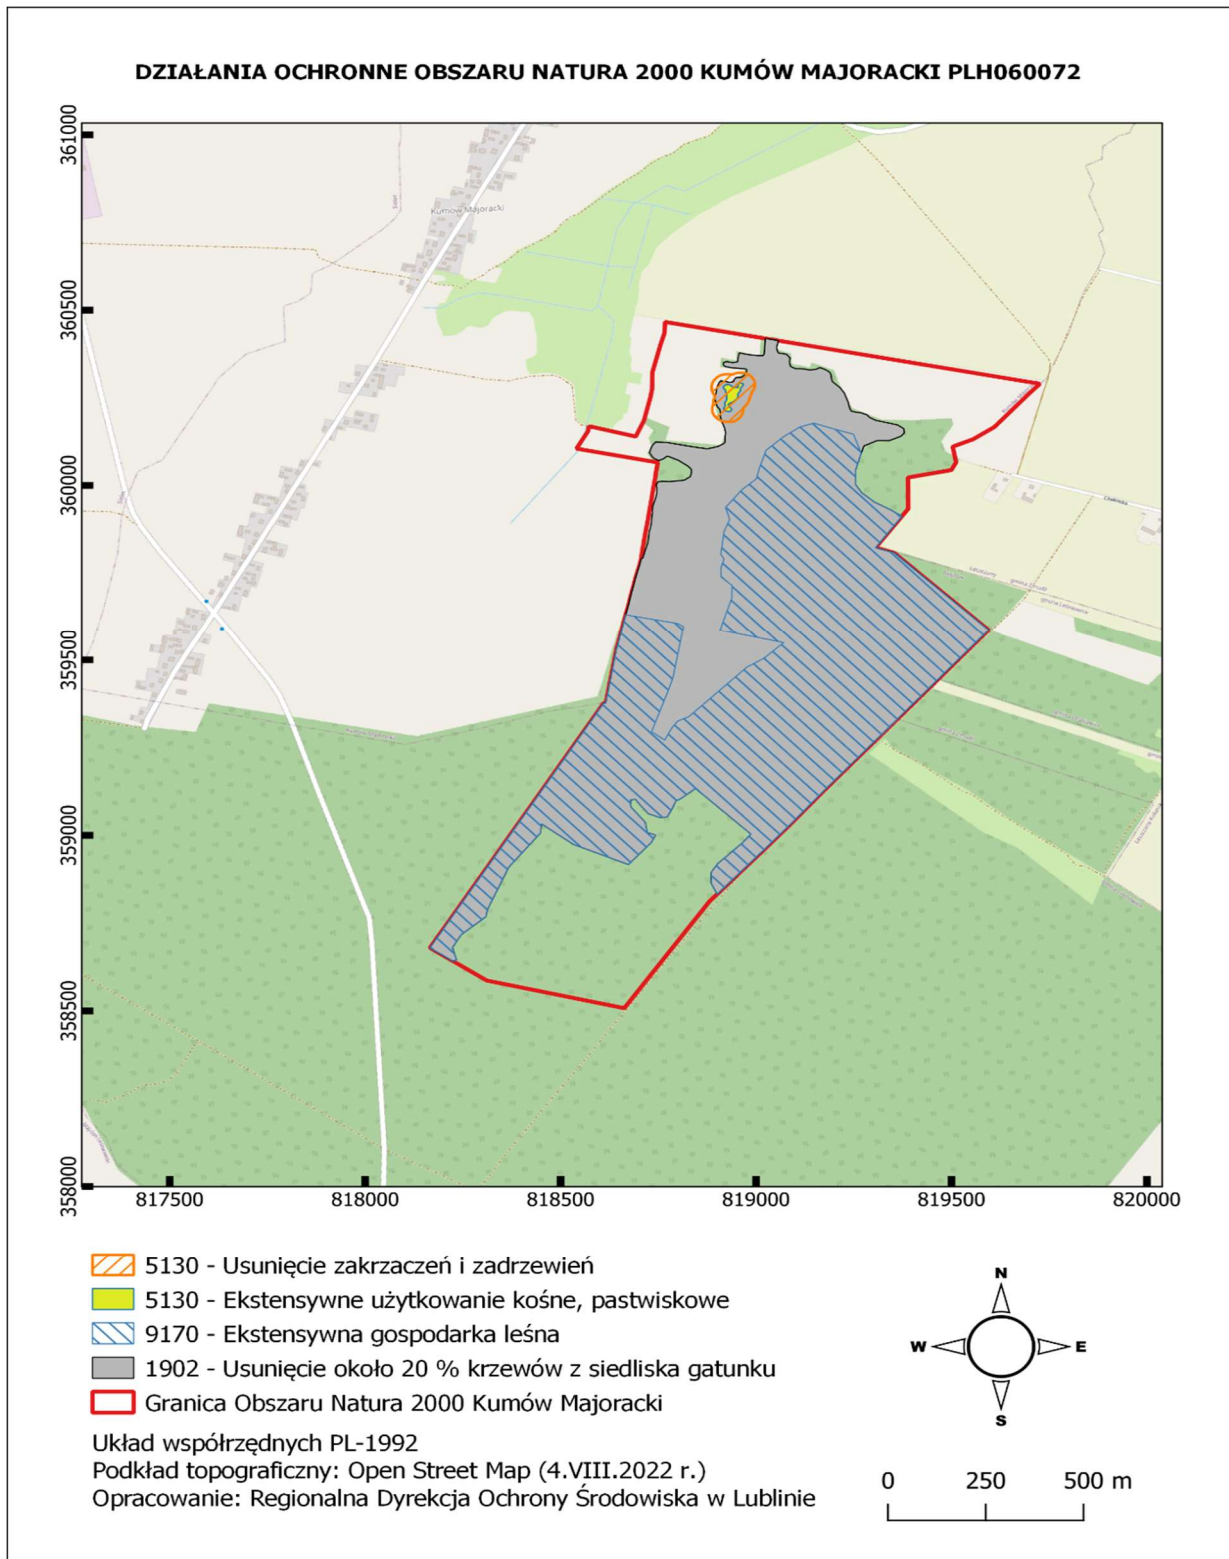 DZIAŁANIA OCHRONNE OBSZARU NATURA 2000 KUMÓW MAJORACKI PLH060072
361000
360500
360000
359500
359000
358500
358000
Kumów Majoracki
Chełmska
817500
818000
818500
819000
819500
820000
5130 - Usunięcie zakrzaczeń i zadrzewień
5130 - Ekstensywne użytkowanie kośne, pastwiskowe
9170 - Ekstensywna gospodarka leśna
1902 - Usunięcie około 20 % krzewów z siedliska gatunku
Granica Obszaru Natura 2000 Kumów Majoracki
Układ współrzędnych PL-1992
Podkład topograficzny: Open Street Map (4.VIII.2022 r.)
Opracowanie: Regionalna Dyrekcja Ochrony Środowiska w Lublinie
N
W
E
S
0 250 500 m